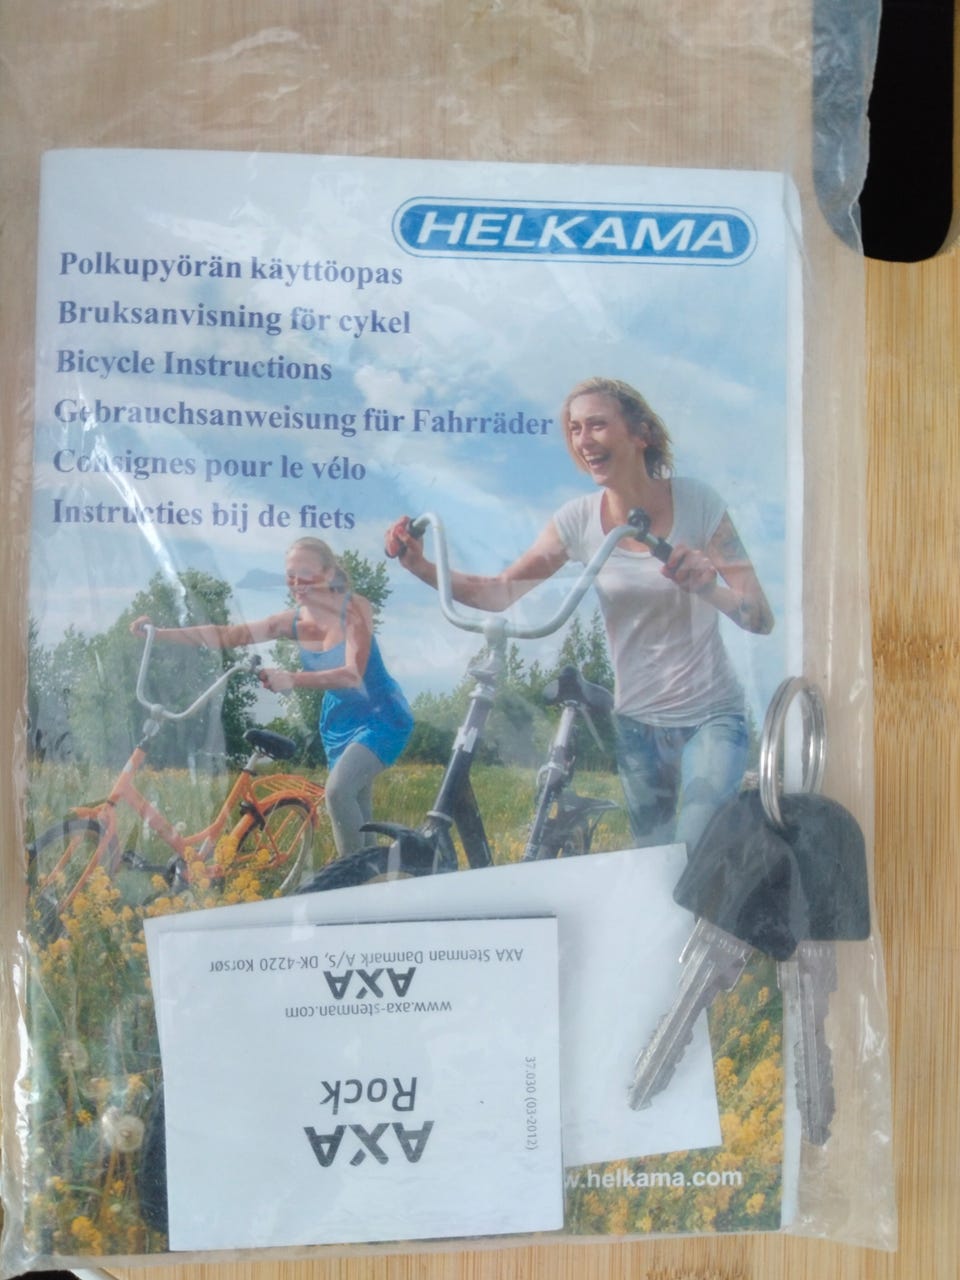 HELKAMA
Polkupyörän käyttöopas
Bruksanvisning för cykel
Bicycle Instructions
Gebrauchsanweisung für Fahrräder
Consignes pour le vélo
Instructies bij de fiets
AXA
Rock
37.030 (03-2012)
www.axa-stenman.com
AXA
AXA Stenman Danmark A/S, DK-4220 Korsør
w.helkama.com